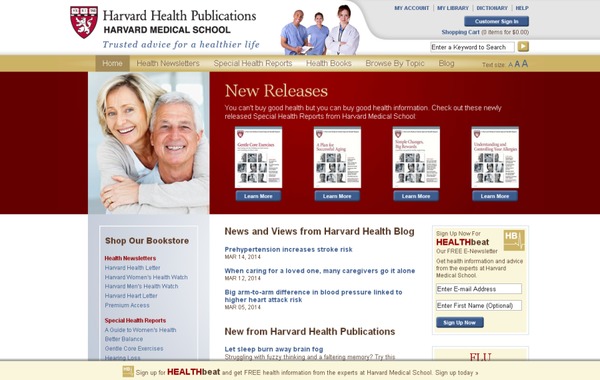 Harvard Health Publications
HARVARD MEDICAL SCHOOL
Trusted advice for a healthier life
MY ACCOUNT | MY LIBRARY | DICTIONARY | HELP
Customer Sign In
Shopping Cart (0 items for $0.00)
Enter a Keyword to Search
Home Health Newsletters Special Health Reports Health Books Browse By Topic Blog Text size: A A A
New Releases
You can't buy good health but you can buy good health information. Check out these newly
released Special Health Reports from Harvard Medical School:
Gentle Core Exercises
A Plan for Successful Aging
Simple Changes, Big Rewards
Understanding and Controlling Your Allergies
Learn More Learn More Learn More Learn More
Shop Our Bookstore
Health Newsletters
Harvard Health Letter
Harvard Women's Health Watch
Harvard Men's Health Watch
Harvard Heart Letter
Premium Access
Special Health Reports
A Guide to Women's Health
Better Balance
Gentle Core Exercises
Hearing Loss
News and Views from Harvard Health Blog
Prehypertension increases stroke risk
MAR 14, 2014
When caring for a loved one, many caregivers go it alone
MAR 12, 2014
Big arm-to-arm difference in blood pressure linked to
higher heart attack risk
MAR 05, 2014
New from Harvard Health Publications
Let sleep burn away brain fog
Struggling with fuzzy thinking and a faltering memory? Try this
Sign Up Now For
HEALTHbeat
Our FREE E-Newsletter
HB
Get health information and advice
from the experts at Harvard
Medical School.
Enter E-mail Address
Enter First Name (Optional)
Sign Up Now
FLU
Sign up for HEALTHbeat and get FREE health information from the experts at Harvard Medical School. Sign up today »